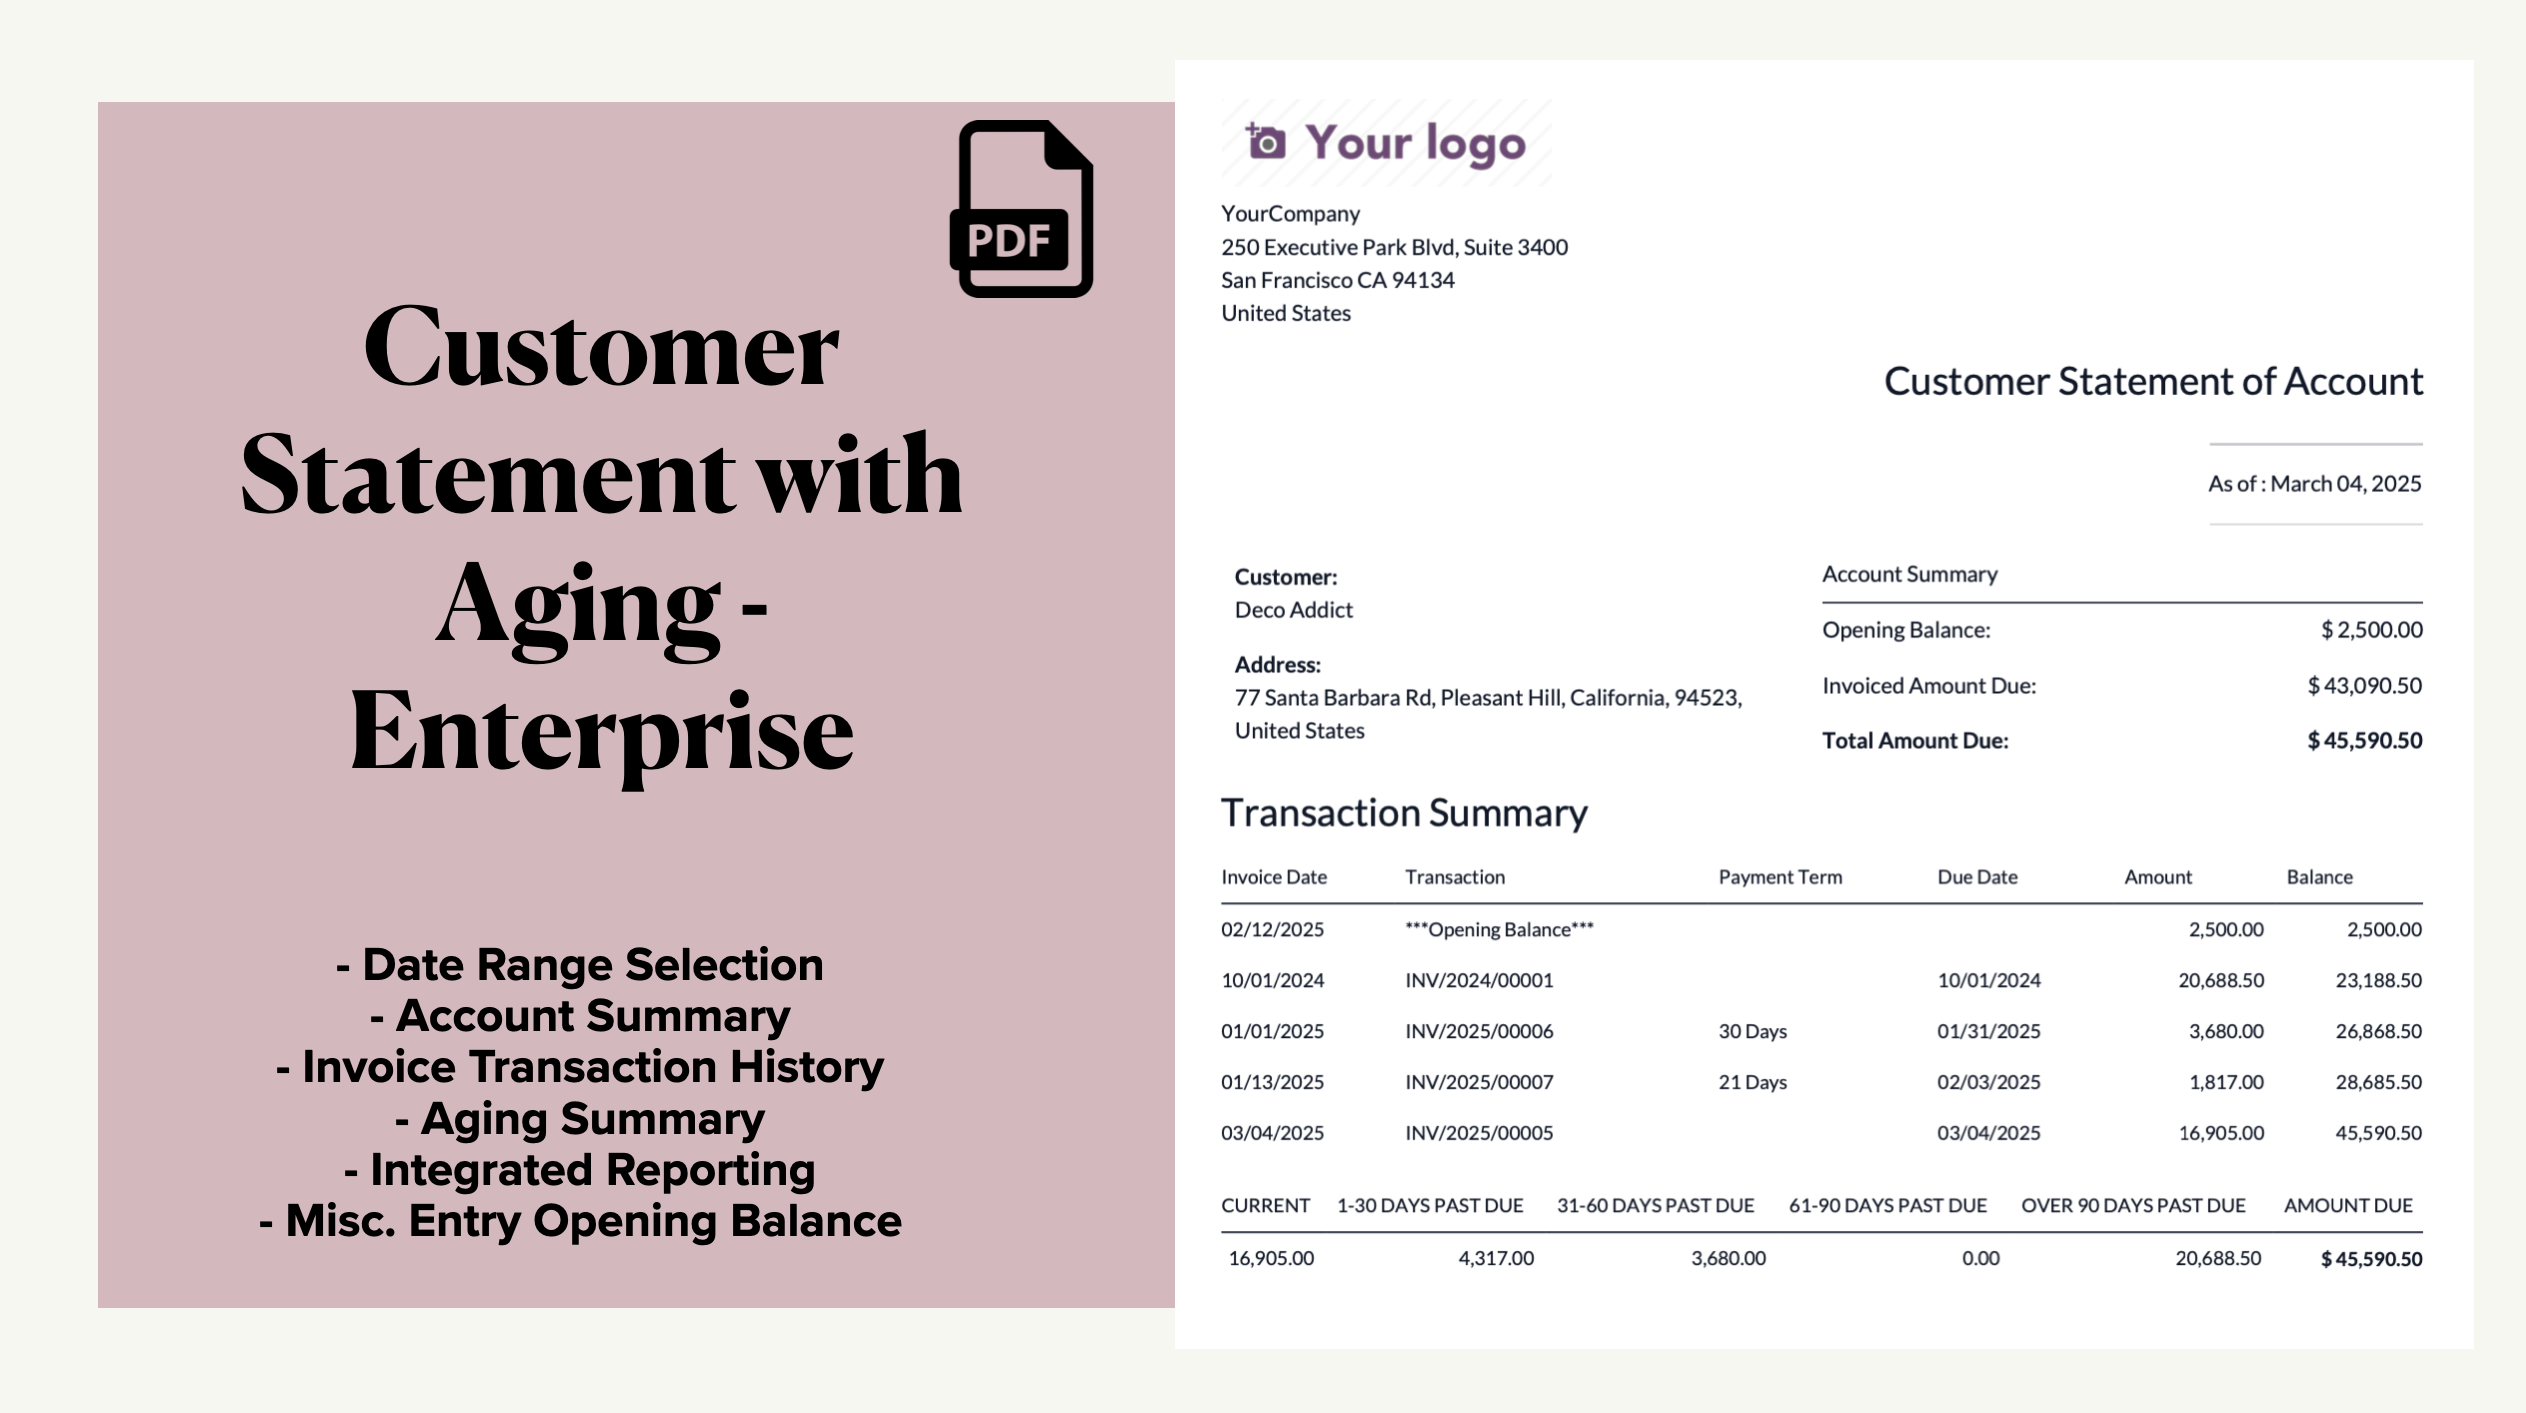 PDF
Customer
Statement with
Aging -
Enterprise
- Date Range Selection
- Account Summary
- Invoice Transaction History
- Aging Summary
- Integrated Reporting
- Misc. Entry Opening Balance
Your logo
YourCompany
250 Executive Park Blvd, Suite 3400
San Francisco CA 94134
United States
Customer Statement of Account
As of : March 04, 2025
Customer:
Deco Addict
Address:
77 Santa Barbara Rd, Pleasant Hill, California, 94523,
United States
Account Summary
Opening Balance: $ 2,500.00
Invoiced Amount Due: $ 43,090.50
Total Amount Due: $ 45,590.50
Transaction Summary
Invoice Date Transaction Payment Term Due Date Amount Balance
02/12/2025 ***Opening Balance*** 2,500.00 2,500.00
10/01/2024 INV/2024/00001 10/01/2024 20,688.50 23,188.50
01/01/2025 INV/2025/00006 30 Days 01/31/2025 3,680.00 26,868.50
01/13/2025 INV/2025/00007 21 Days 02/03/2025 1,817.00 28,685.50
03/04/2025 INV/2025/00005 03/04/2025 16,905.00 45,590.50
CURRENT 1-30 DAYS PAST DUE 31-60 DAYS PAST DUE 61-90 DAYS PAST DUE OVER 90 DAYS PAST DUE AMOUNT DUE
16,905.00 4,317.00 3,680.00 0.00 20,688.50 $ 45,590.50